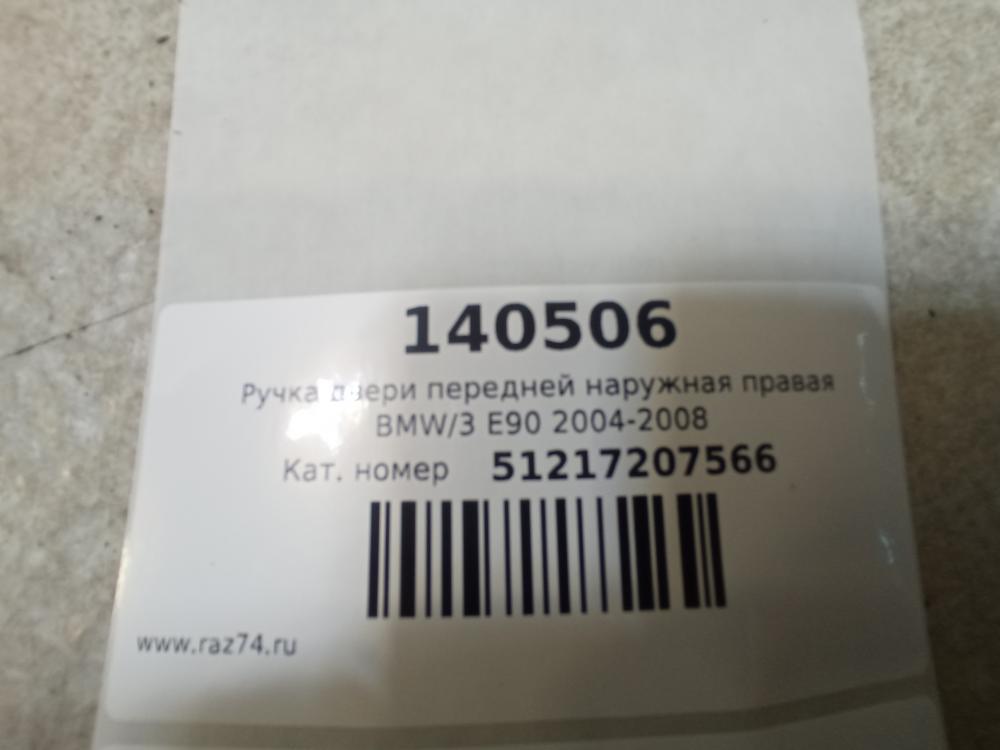 140506
Ручка двери передней наружная правая
BMW/3 E90 2004-2008
Кат. номер 51217207566
www.raz74.ru